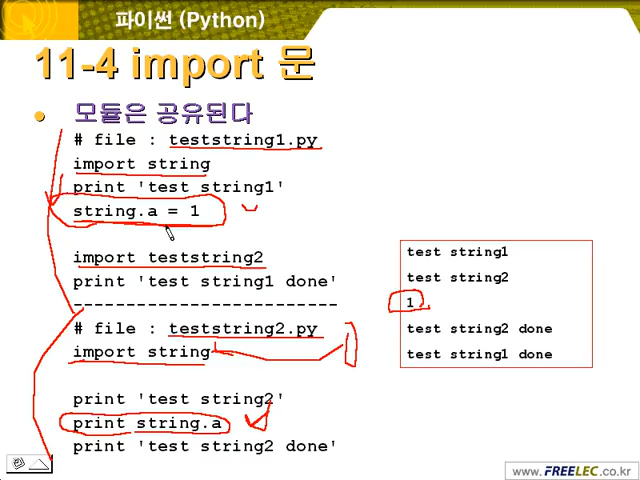 파이썬 (Python)
11-4 import 문
모듈은 공유된다
# file : teststring1.py
import string
print 'test string1'
string.a = 1
import teststring2
print 'test string1 done'
-------------------------
# file : teststring2.py
import string
print 'test string2'
print string.a
print 'test string2 done'
test string1
test string2
1
test string2 done
test string1 done
www.FREELEC.co.kr